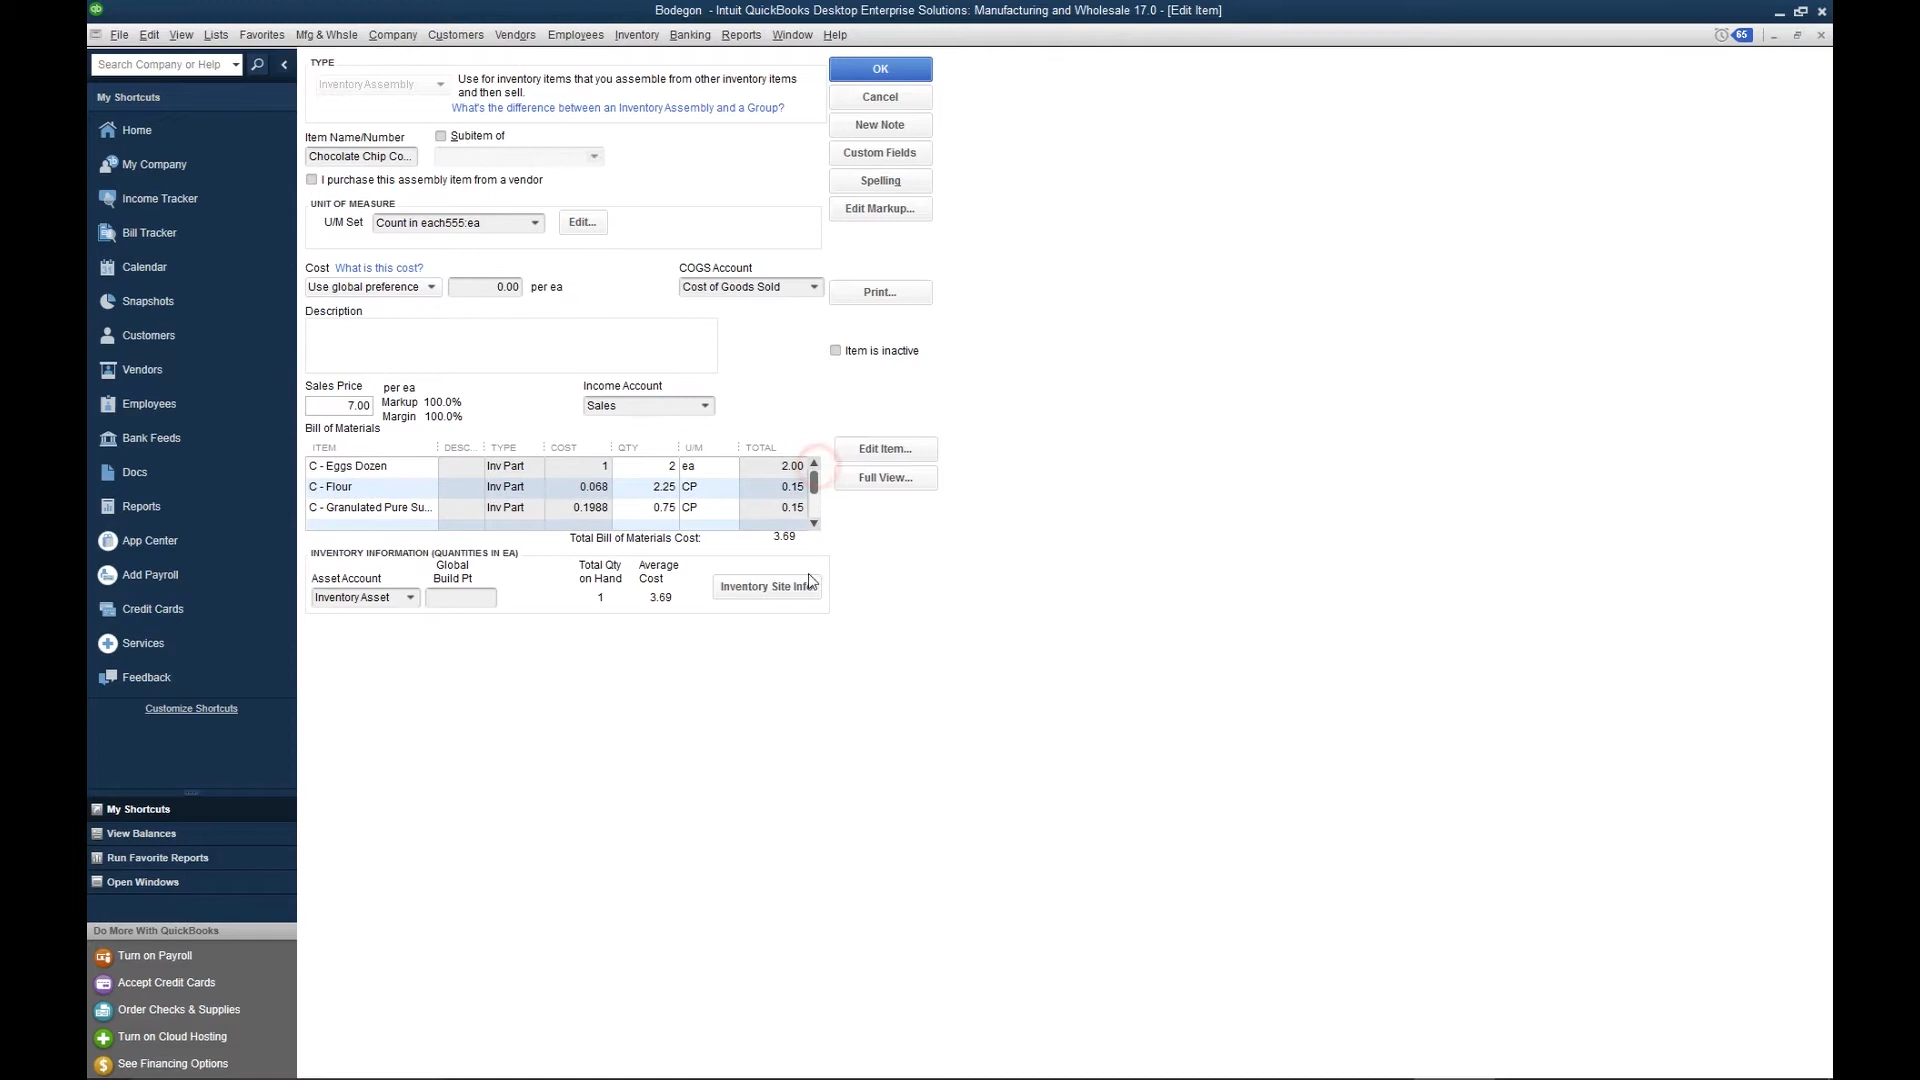 Bodegon - Intuit QuickBooks Desktop Enterprise Solutions: Manufacturing and Wholesale 17.0 - [Edit Item]
File Edit View Lists Favorites Mfg & Whsle Company Customers Vendors Employees Inventory Banking Reports Window Help 65
Search Company or Help
My Shortcuts
Home
My Company
Income Tracker
Bill Tracker
Calendar
Snapshots
Customers
Vendors
Employees
Bank Feeds
Docs
Reports
App Center
Add Payroll
Credit Cards
Services
Feedback
Customize Shortcuts
My Shortcuts
View Balances
Run Favorite Reports
Open Windows
Do More With QuickBooks
Turn on Payroll
Accept Credit Cards
Order Checks & Supplies
Turn on Cloud Hosting
See Financing Options
TYPE
Inventory Assembly
Use for inventory items that you assemble from other inventory items
and then sell.
What's the difference between an Inventory Assembly and a Group?
Item Name/Number Subitem of
Chocolate Chip Co...
I purchase this assembly item from a vendor
UNIT OF MEASURE
U/M Set Count in each555:ea Edit...
Cost What is this cost? COGS Account
Use global preference 0.00 per ea Cost of Goods Sold
Description
Sales Price per ea Income Account
7.00 Markup 100.0% Sales
Margin 100.0%
Bill of Materials
ITEM DESC... TYPE COST QTY U/M TOTAL
C - Eggs Dozen Inv Part 1 2 ea 2.00
C - Flour Inv Part 0.068 2.25 CP 0.15
C - Granulated Pure Su... Inv Part 0.1988 0.75 CP 0.15
Total Bill of Materials Cost: 3.69
INVENTORY INFORMATION (QUANTITIES IN EA)
Asset Account Global Build Pt Total Qty on Hand Average Cost
Inventory Asset 1 3.69 Inventory Site Info
OK
Cancel
New Note
Custom Fields
Spelling
Edit Markup...
Print...
Item is inactive
Edit Item...
Full View...